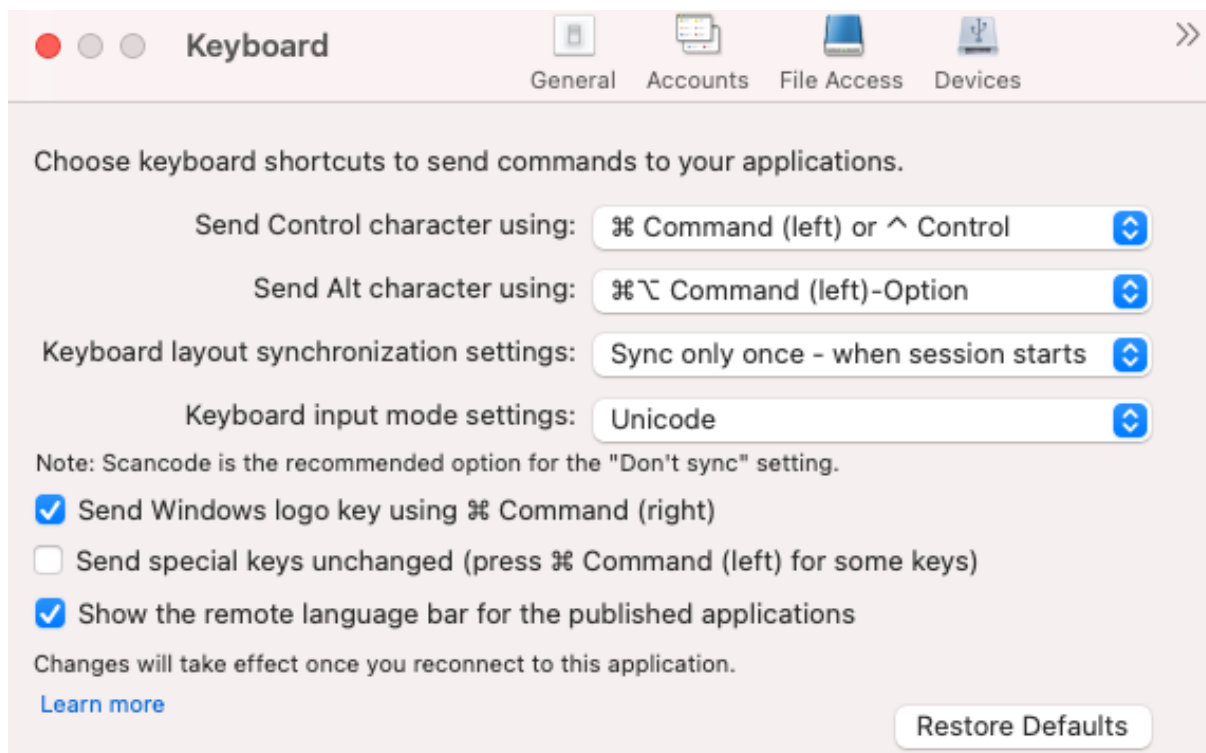 Keyboard
General Accounts File Access Devices
Choose keyboard shortcuts to send commands to your applications.
Send Control character using: ⌘ Command (left) or ^ Control
Send Alt character using: ⌘⌥ Command (left)-Option
Keyboard layout synchronization settings: Sync only once - when session starts
Keyboard input mode settings: Unicode
Note: Scancode is the recommended option for the "Don't sync" setting.
Send Windows logo key using ⌘ Command (right)
Send special keys unchanged (press ⌘ Command (left) for some keys)
Show the remote language bar for the published applications
Changes will take effect once you reconnect to this application.
Learn more
Restore Defaults